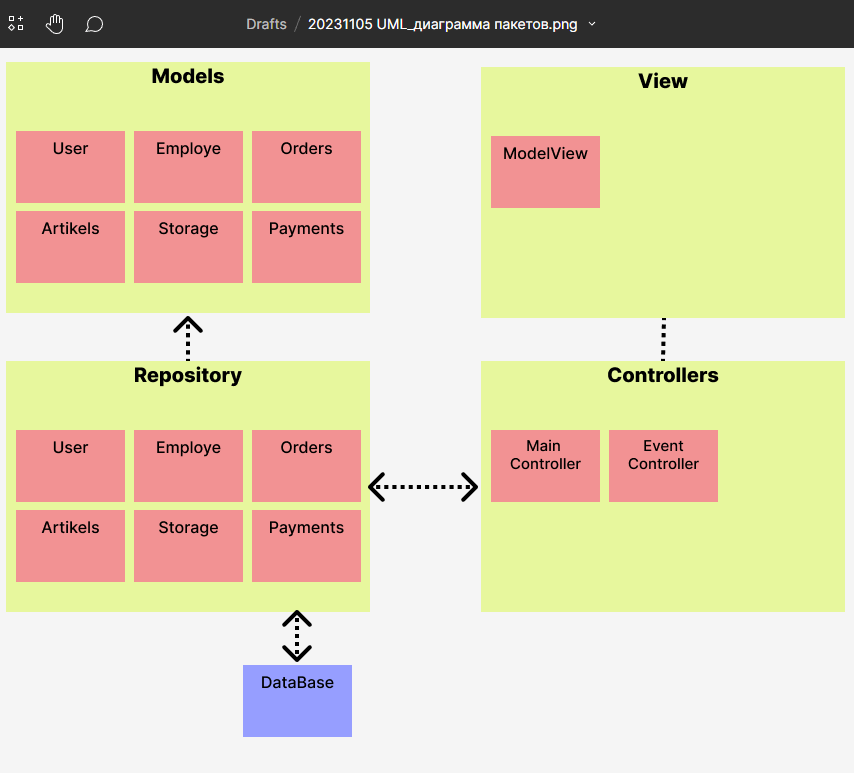 Drafts / 20231105 UML_диаграмма пакетов.png
Models
User
Employe
Orders
Artikels
Storage
Payments
View
ModelView
Repository
User
Employe
Orders
Artikels
Storage
Payments
Controllers
Main
Controller
Event
Controller
DataBase